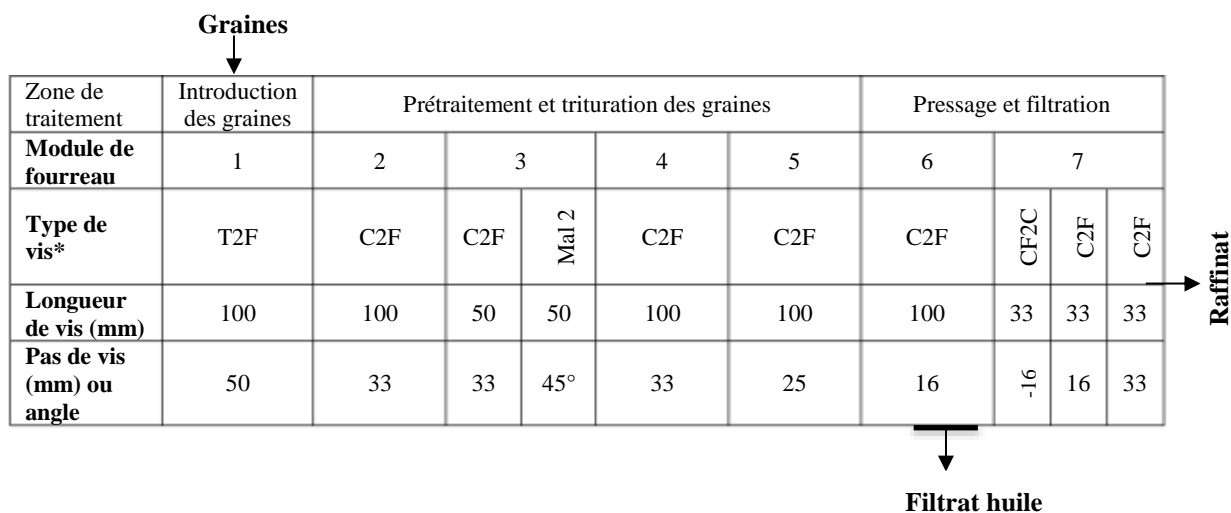 Graines
Zone de traitement Introduction des graines Prétraitement et trituration des graines Pressage et filtration
Module de fourreau 1 2 3 4 5 6 7
Type de vis* T2F C2F C2F Mal 2 C2F C2F C2F CF2C C2F C2F
Raffinat
Longueur de vis (mm) 100 100 50 50 100 100 100 33 33 33
Pas de vis (mm) ou angle 50 33 33 45° 33 25 16 -16 16 33
Filtrat huile